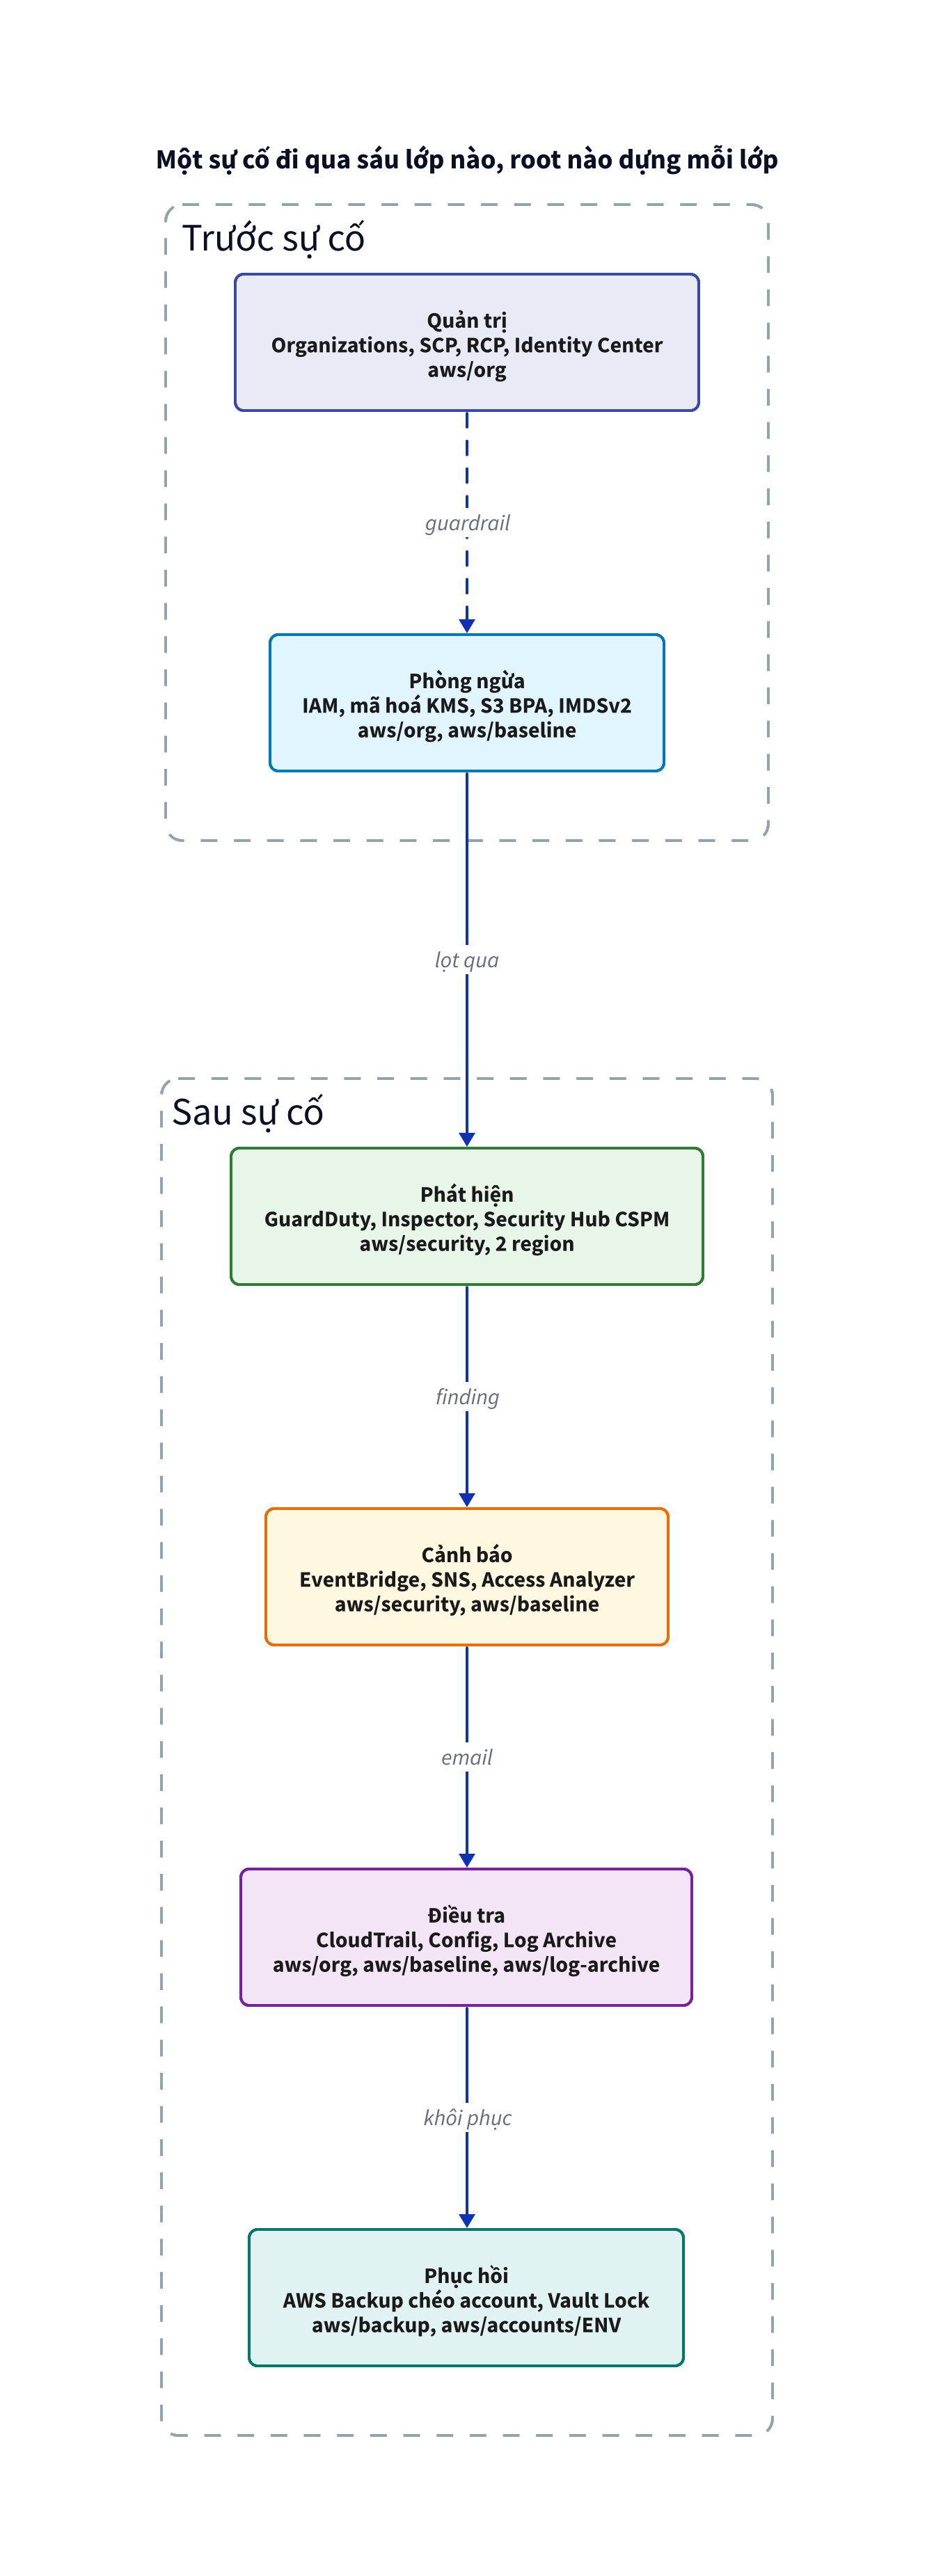 Một sự cố đi qua sáu lớp nào, root nào dựng mỗi lớp
Trước sự cố
Quản trị
Organizations, SCP, RCP, Identity Center
aws/org
guardrail
Phòng ngừa
IAM, mã hoá KMS, S3 BPA, IMDSv2
aws/org, aws/baseline
lọt qua
Sau sự cố
Phát hiện
GuardDuty, Inspector, Security Hub CSPM
aws/security, 2 region
finding
Cảnh báo
EventBridge, SNS, Access Analyzer
aws/security, aws/baseline
email
Điều tra
CloudTrail, Config, Log Archive
aws/org, aws/baseline, aws/log-archive
khôi phục
Phục hồi
AWS Backup chéo account, Vault Lock
aws/backup, aws/accounts/ENV